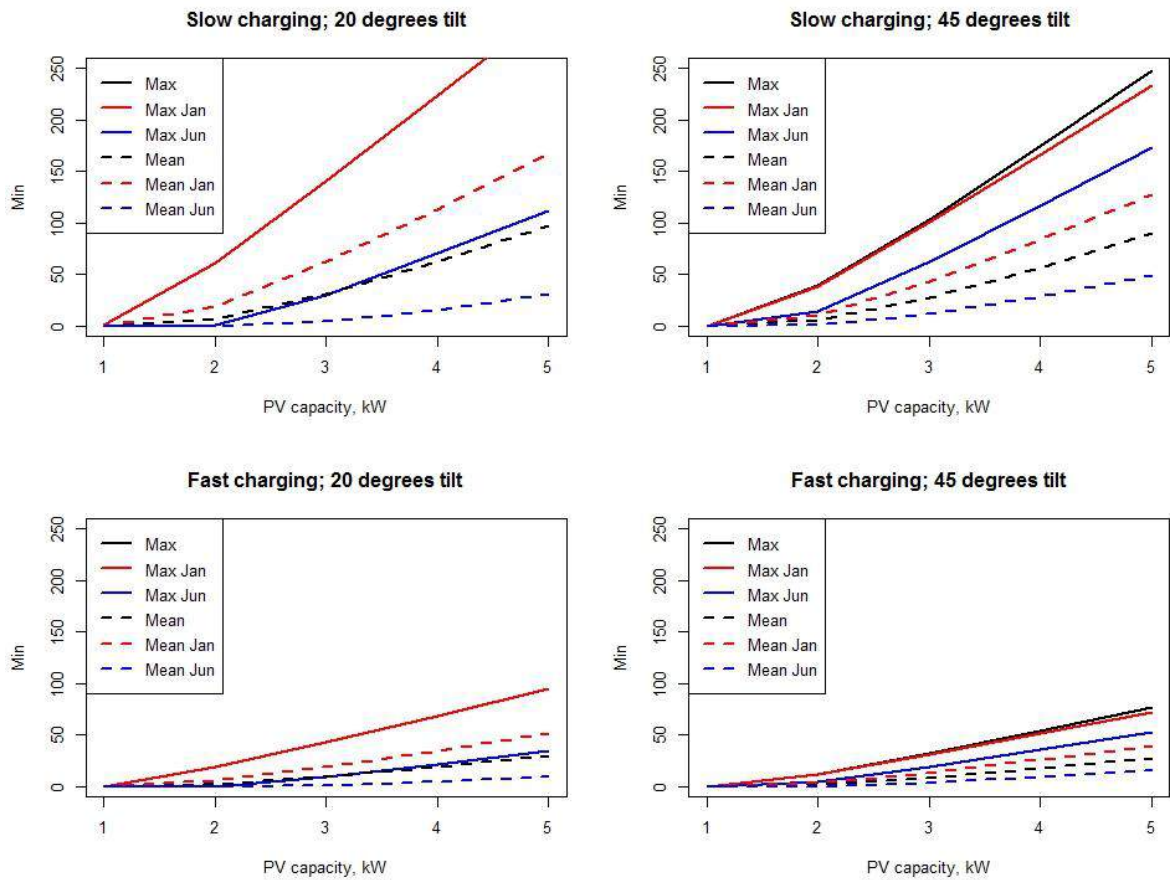 Slow charging; 20 degrees tilt
Min
250
200
150
100
50
0
Max
Max Jan
Max Jun
Mean
Mean Jan
Mean Jun
1 2 3 4 5
PV capacity, kW
Slow charging; 45 degrees tilt
Min
250
200
150
100
50
0
Max
Max Jan
Max Jun
Mean
Mean Jan
Mean Jun
1 2 3 4 5
PV capacity, kW
Fast charging; 20 degrees tilt
Min
250
200
150
100
50
0
Max
Max Jan
Max Jun
Mean
Mean Jan
Mean Jun
1 2 3 4 5
PV capacity, kW
Fast charging; 45 degrees tilt
Min
250
200
150
100
50
0
Max
Max Jan
Max Jun
Mean
Mean Jan
Mean Jun
1 2 3 4 5
PV capacity, kW